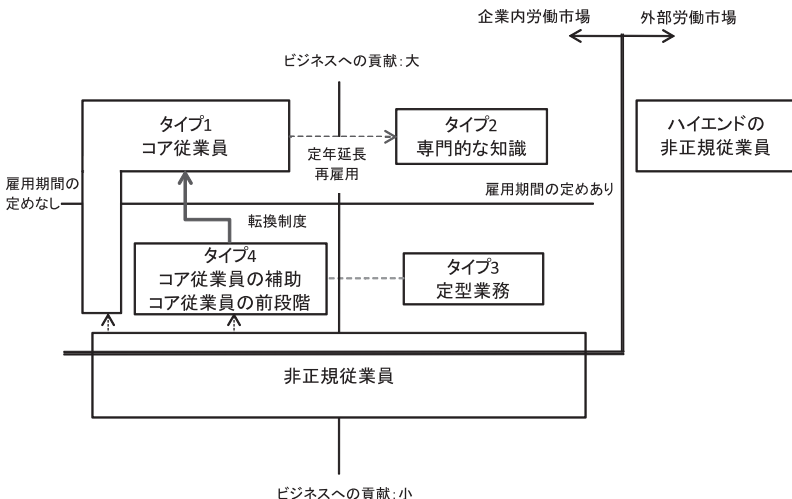 企業内労働市場
外部労働市場
ビジネスへの貢献:大
タイプ1
コア従業員
タイプ2
専門的な知識
ハイエンドの
非正規従業員
定年延長
再雇用
雇用期間の
定めなし
雇用期間の定めあり
転換制度
タイプ4
コア従業員の補助
コア従業員の前段階
タイプ3
定型業務
非正規従業員
ビジネスへの貢献:小